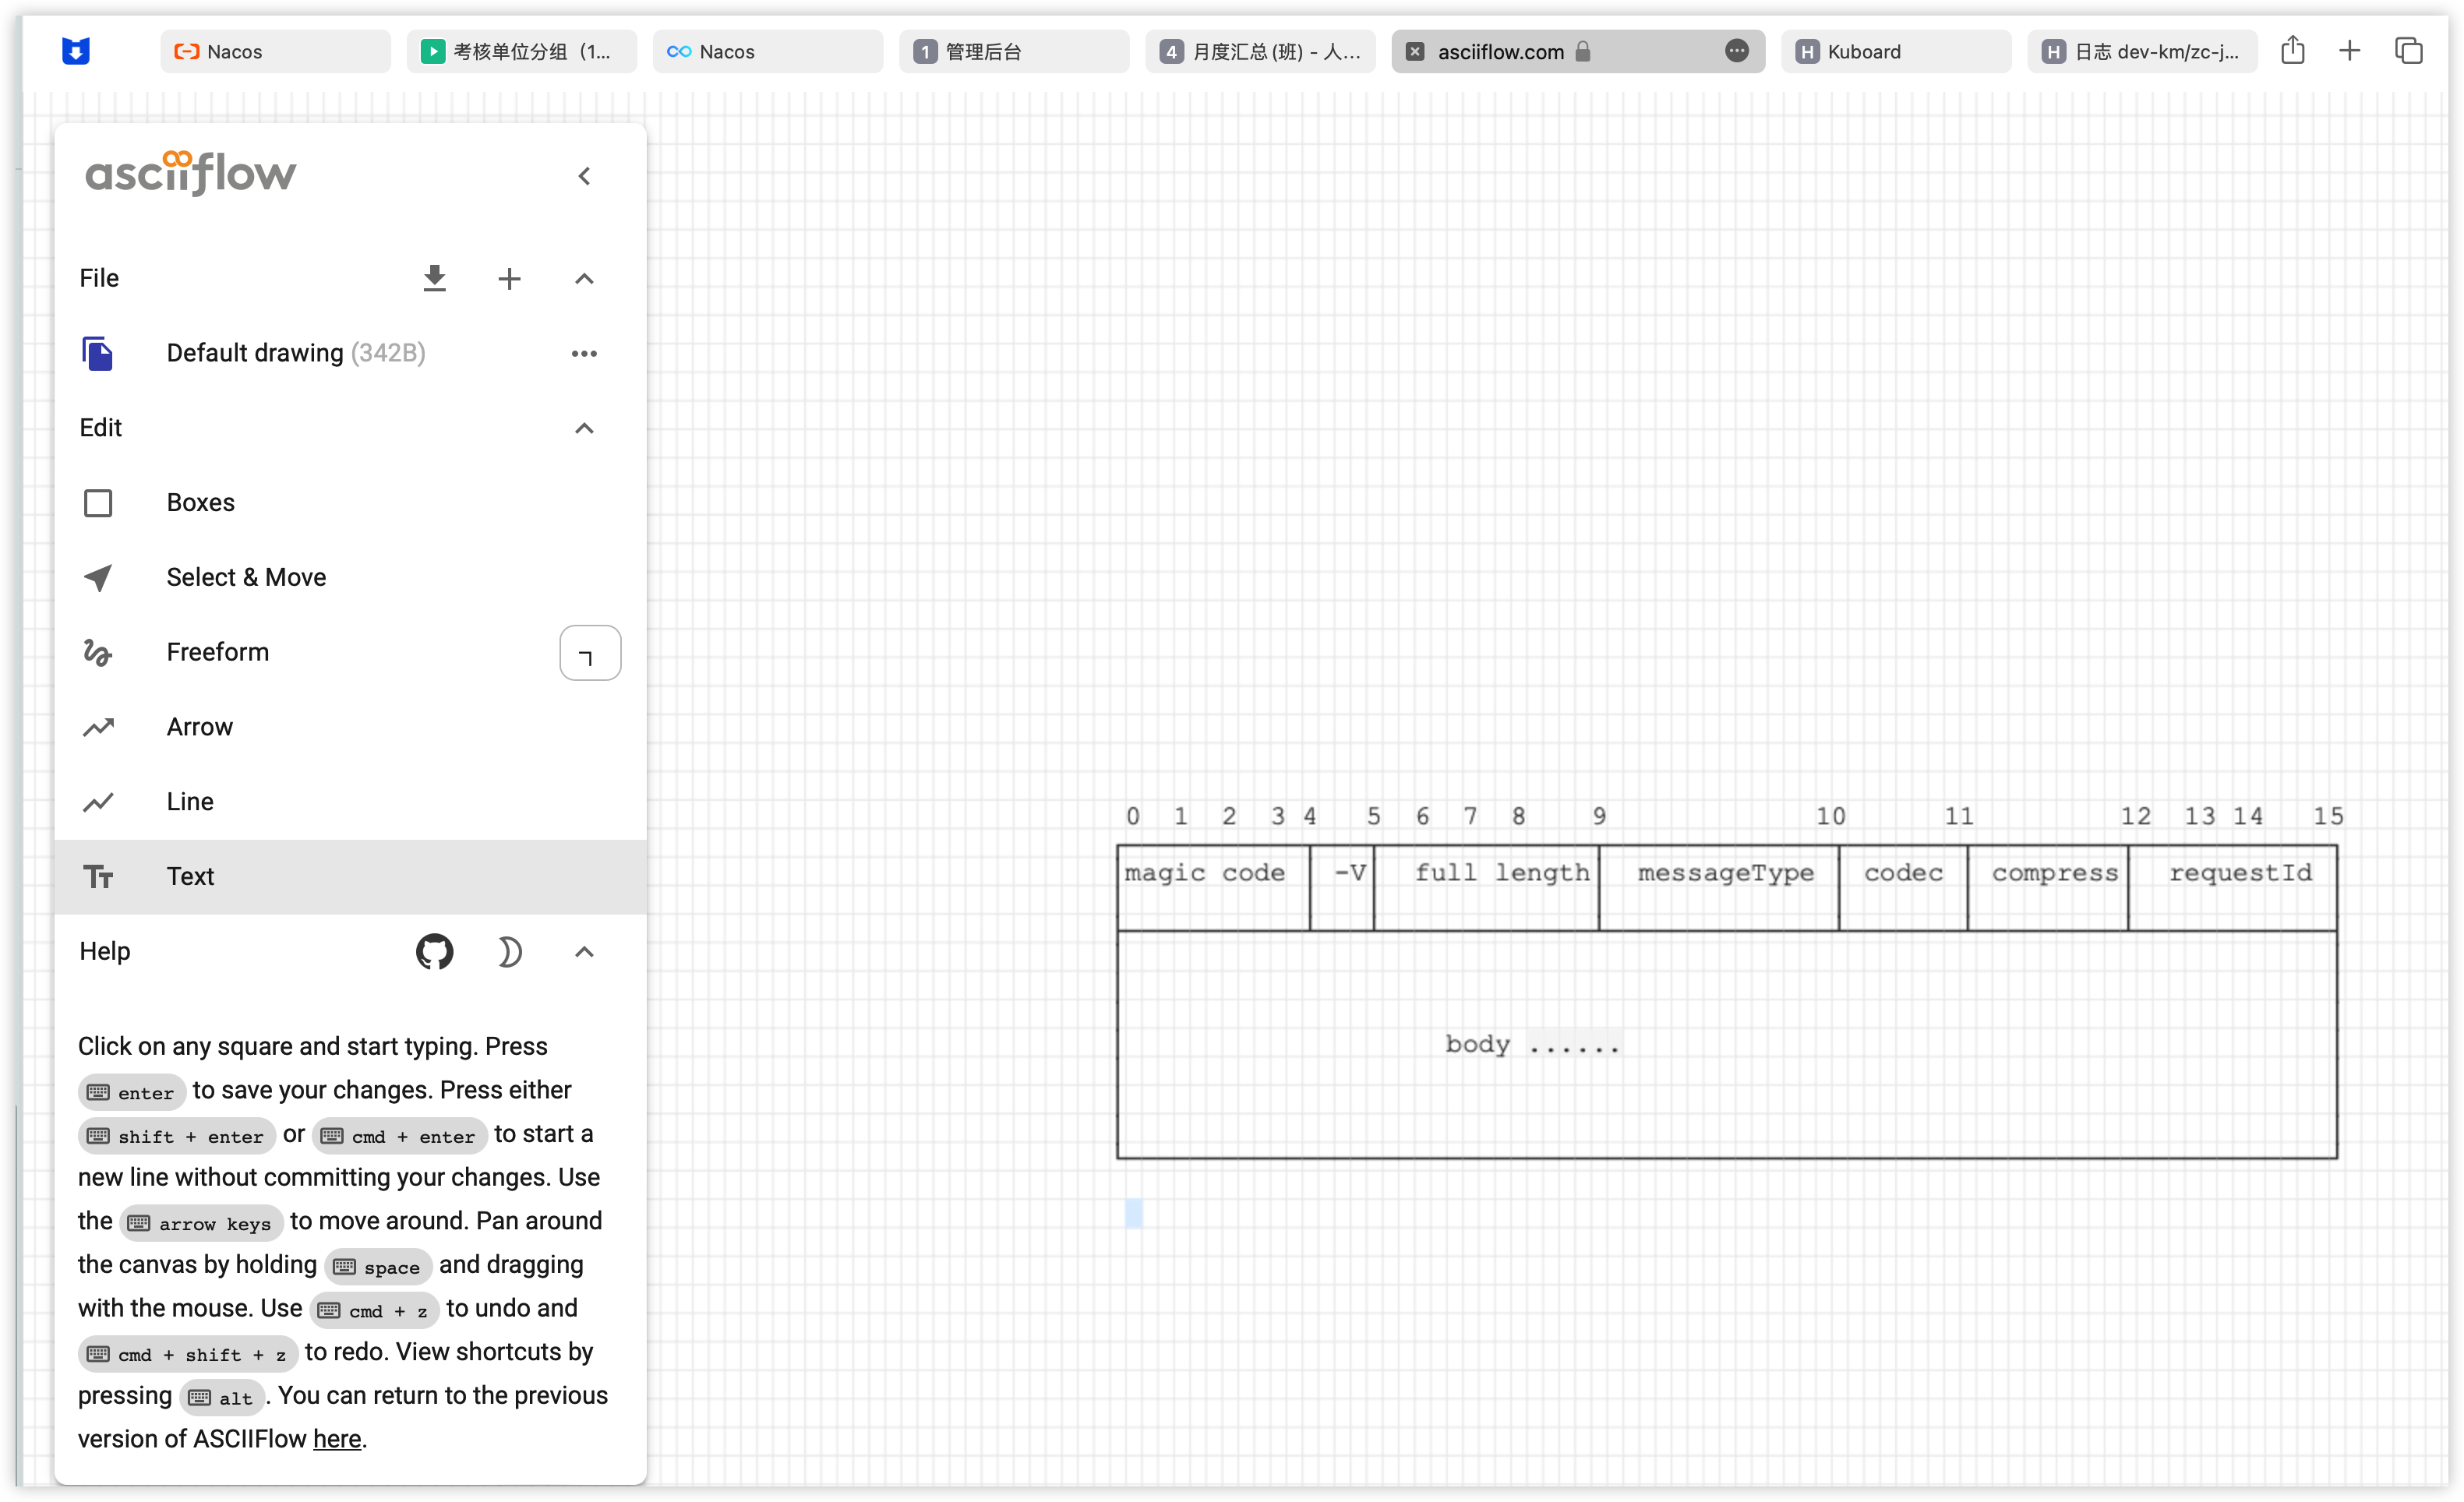 Nacos
考核单位分组（1...
Nacos
1 管理后台
4 月度汇总(班) - 人...
asciiflow.com
H Kuboard
H 日志 dev-km/zc-j...
asciiflow
File
Default drawing (342B)
Edit
Boxes
Select & Move
Freeform
Arrow
Line
Text
Help
Click on any square and start typing. Press
enter to save your changes. Press either
shift + enter or cmd + enter to start a
new line without committing your changes. Use
the arrow keys to move around. Pan around
the canvas by holding space and dragging
with the mouse. Use cmd + z to undo and
cmd + shift + z to redo. View shortcuts by
pressing alt. You can return to the previous
version of ASCIIFlow here.
0 1 2 3 4 5 6 7 8 9 10 11 12 13 14 15
magic code -V full length messageType codec compress requestId
body ......